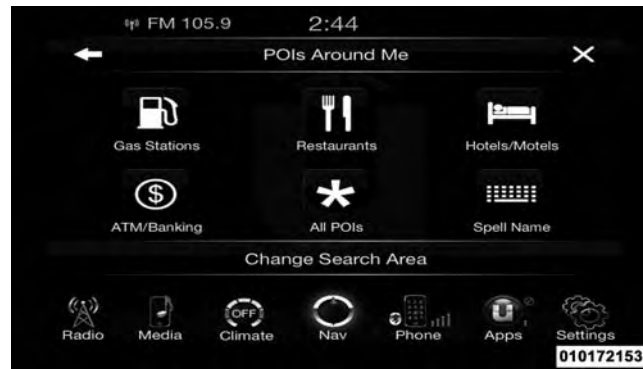 FM 105.9 2:44
POIs Around Me
Gas Stations Restaurants Hotels/Motels
ATM/Banking All POIs Spell Name
Change Search Area
OFF
Radio Media Climate Nav Phone Apps Settings
010172153